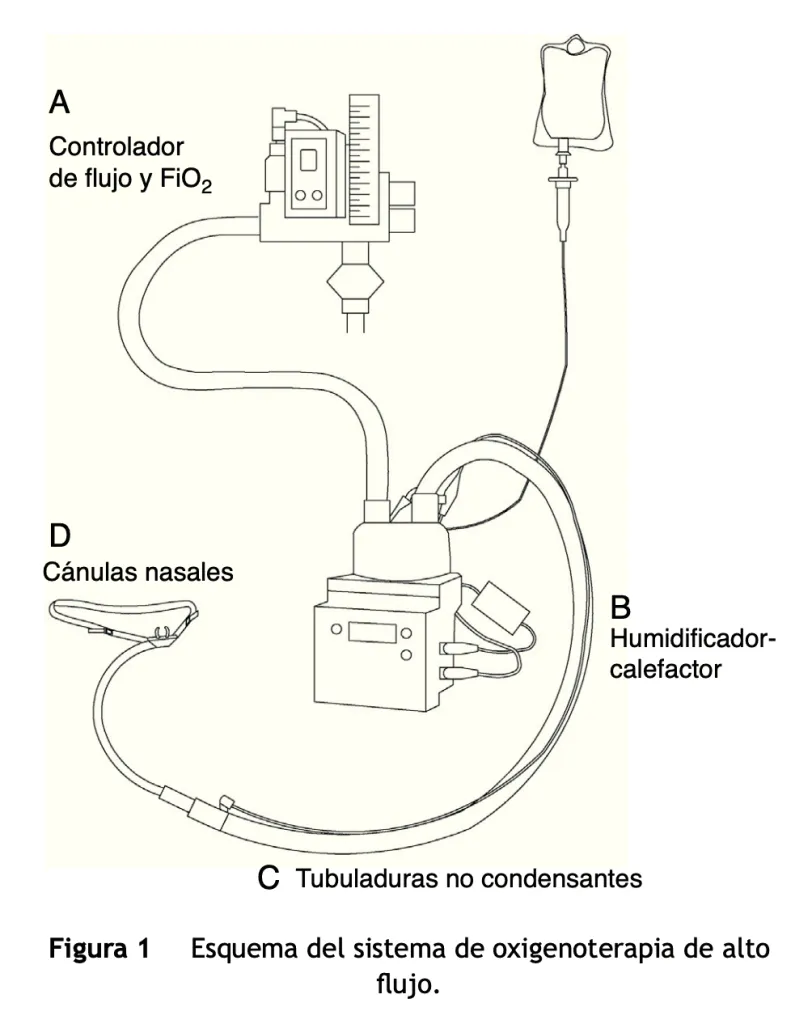 A
Controlador
de flujo y FiO₂
D
Cánulas nasales
B
Humidificador-
calefactor
C Tubuladuras no condensantes
Figura 1 Esquema del sistema de oxigenoterapia de alto
flujo.